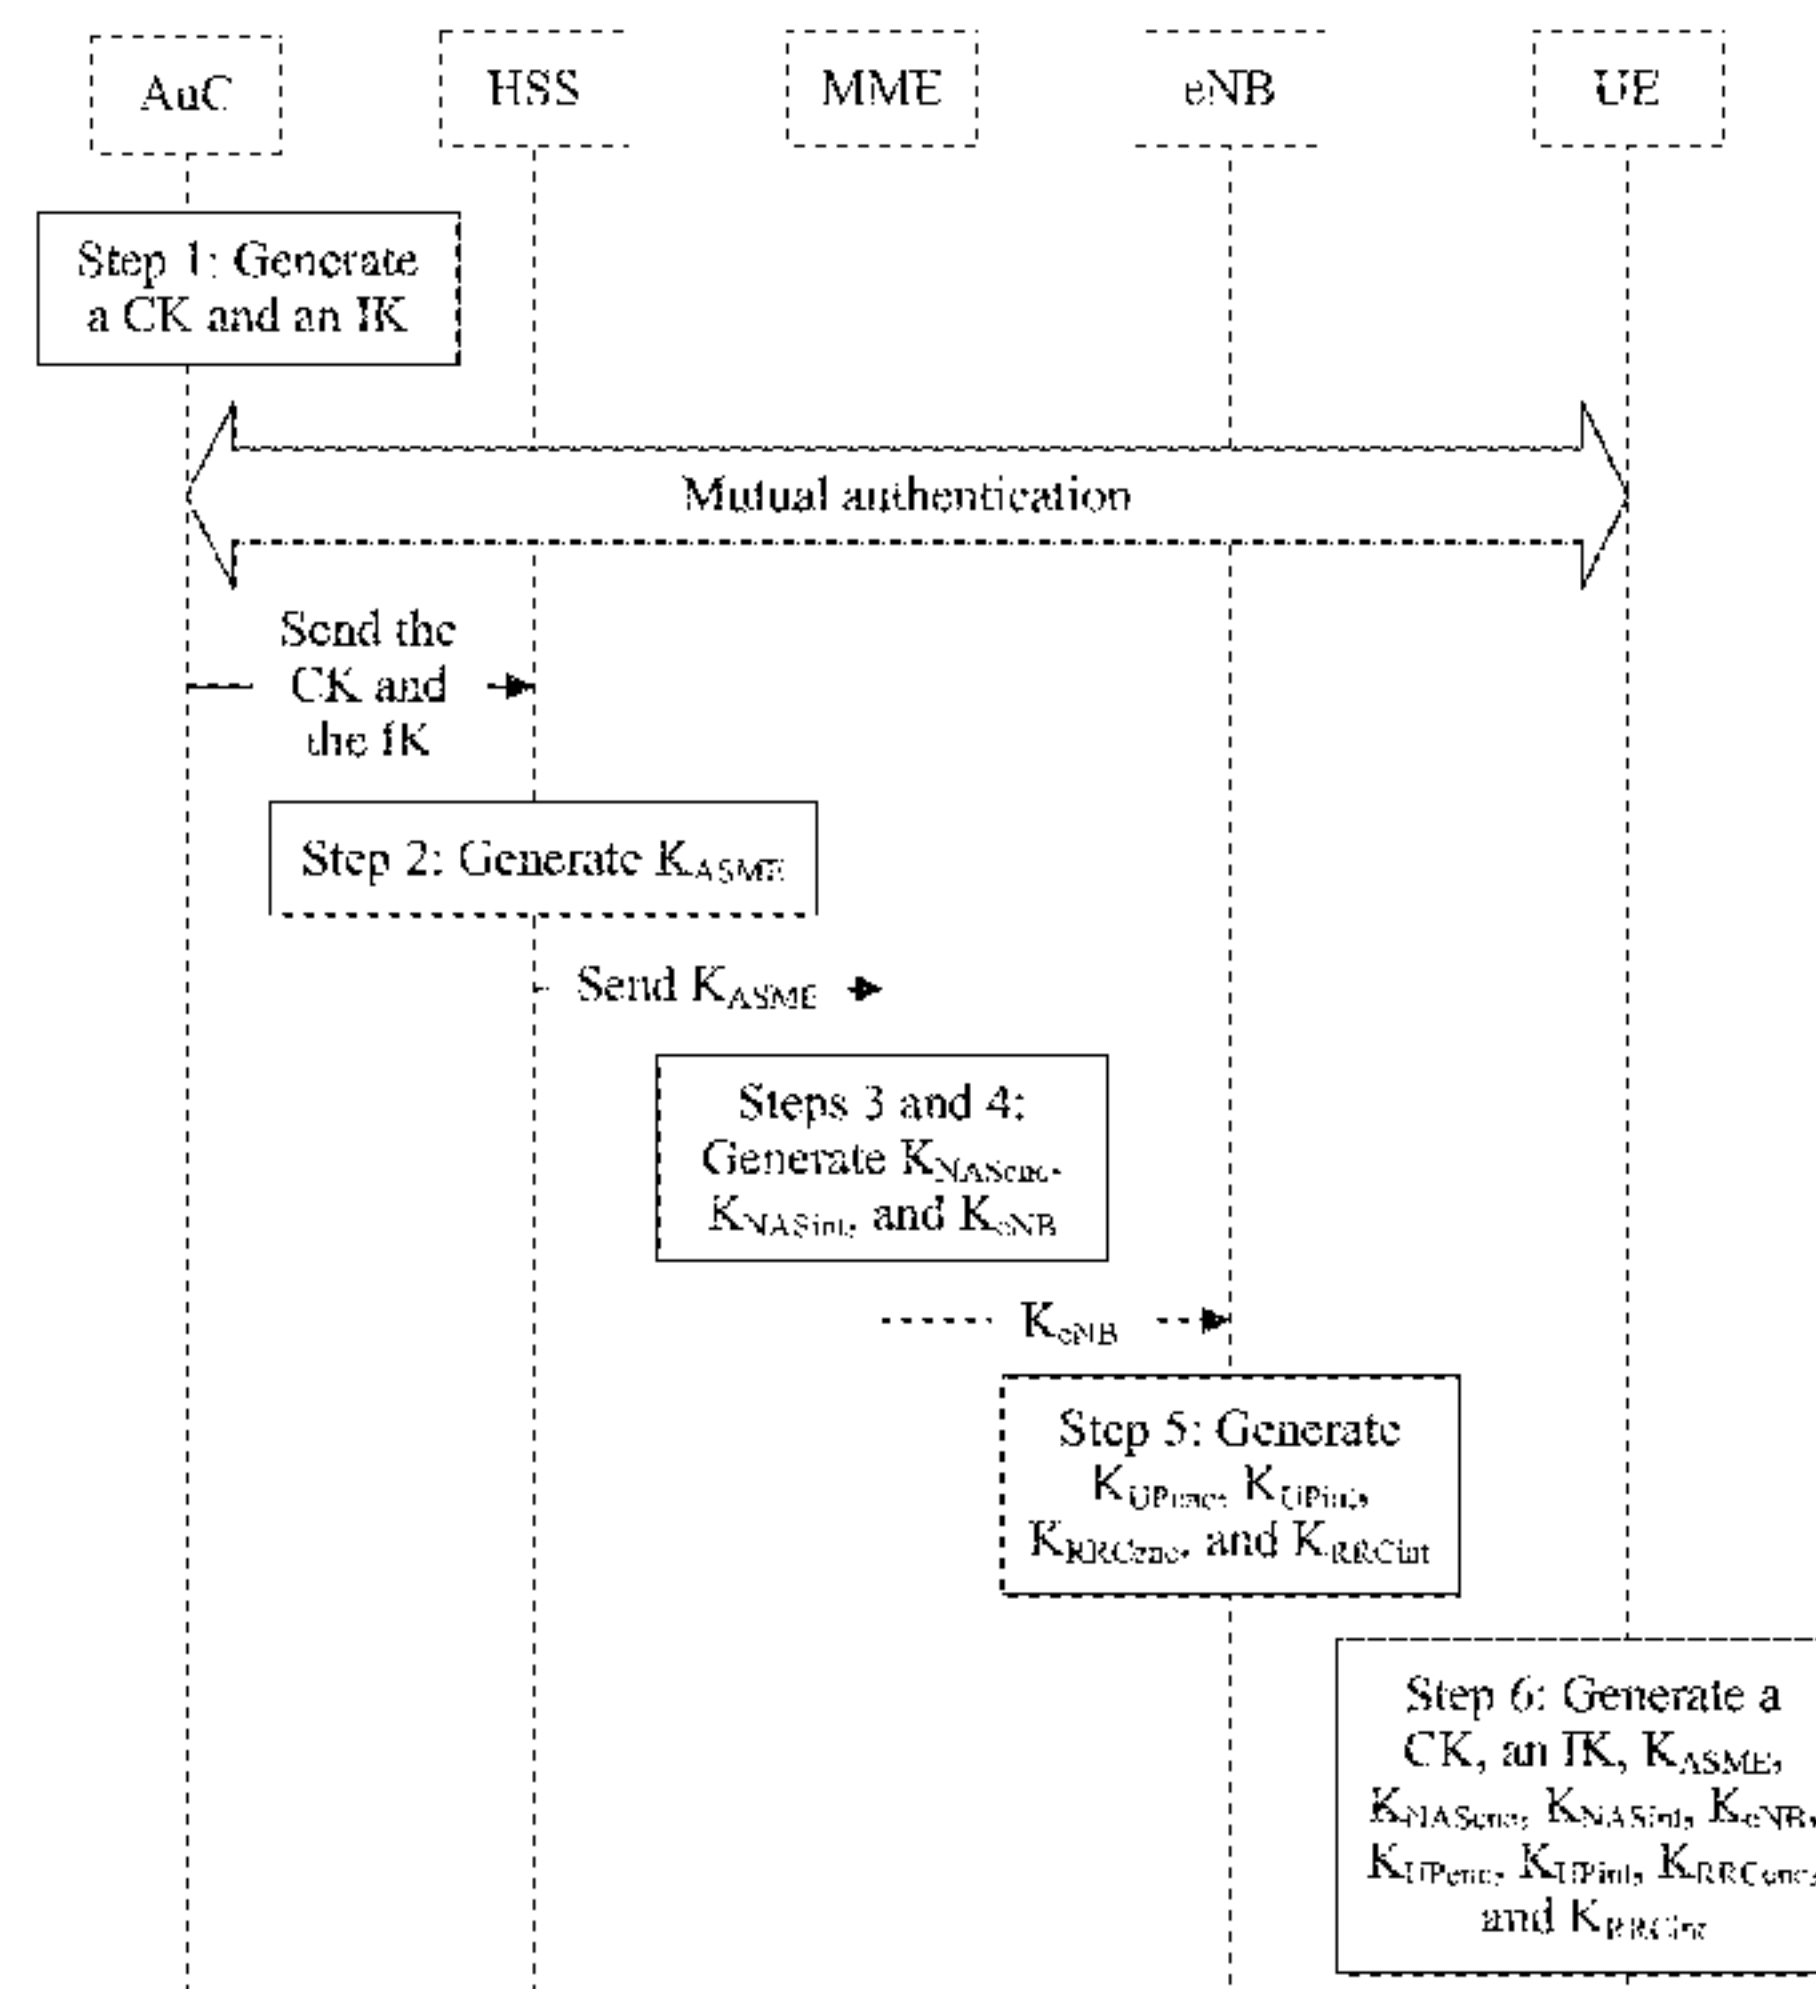 AuC
HSS
MME
eNB
UE
Step 1: Generate
a CK and an IK
Mutual authentication
Send the
CK and
the IK
Step 2: Generate KASME
Send KASME
Steps 3 and 4:
Generate KNASenc,
KNASint, and KeNB
KeNB
Step 5: Generate
KUPenc, KUPint,
KRRCenc, and KRRCint
Step 6: Generate a
CK, an IK, KASME,
KNASenc, KNASint, KeNB,
KUPenc, KUPint, KRRCenc,
and KRRCint